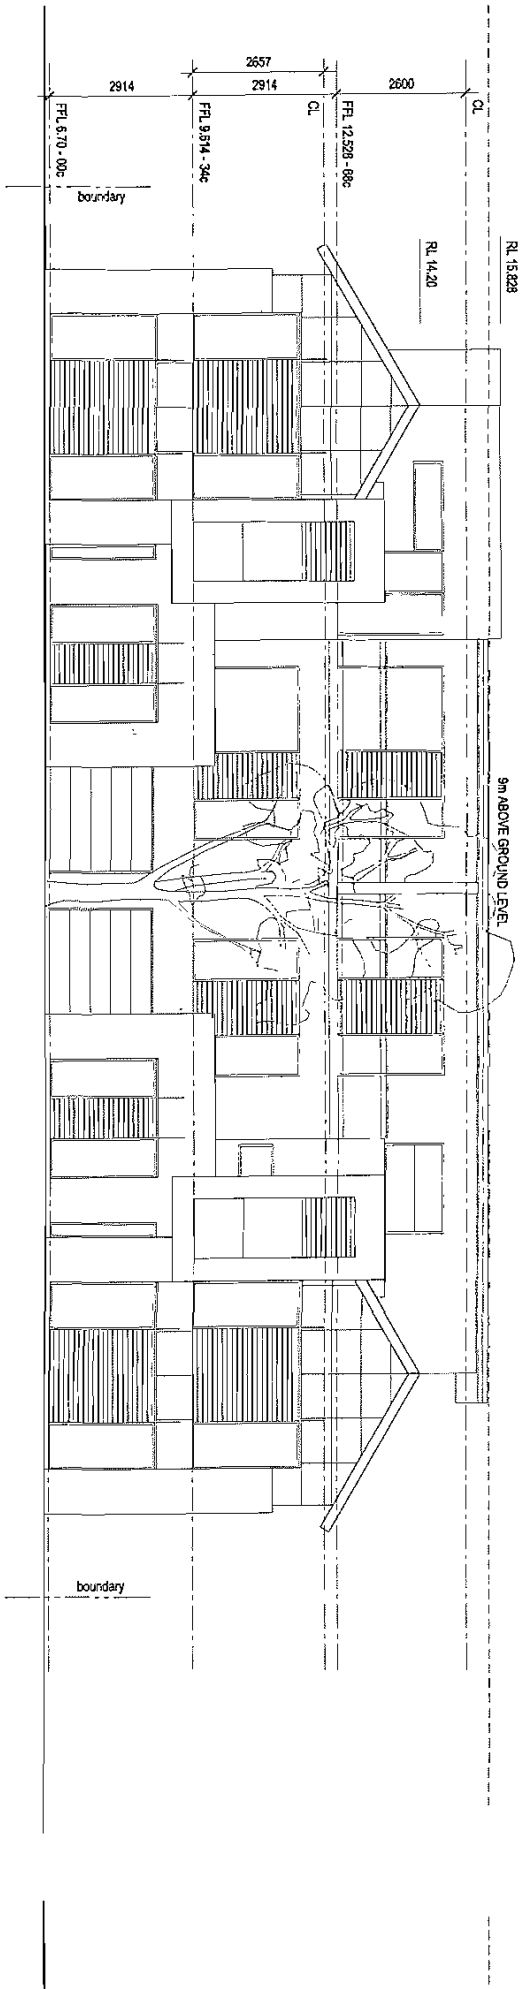 2657
2914
2914
2600
FFL 6.70 - 00c
FFL 9.614 - 34c
CL
FFL 12.528 - 68c
CL
boundary
RL 14.20
RL 15.828
9m ABOVE GROUND LEVEL
boundary